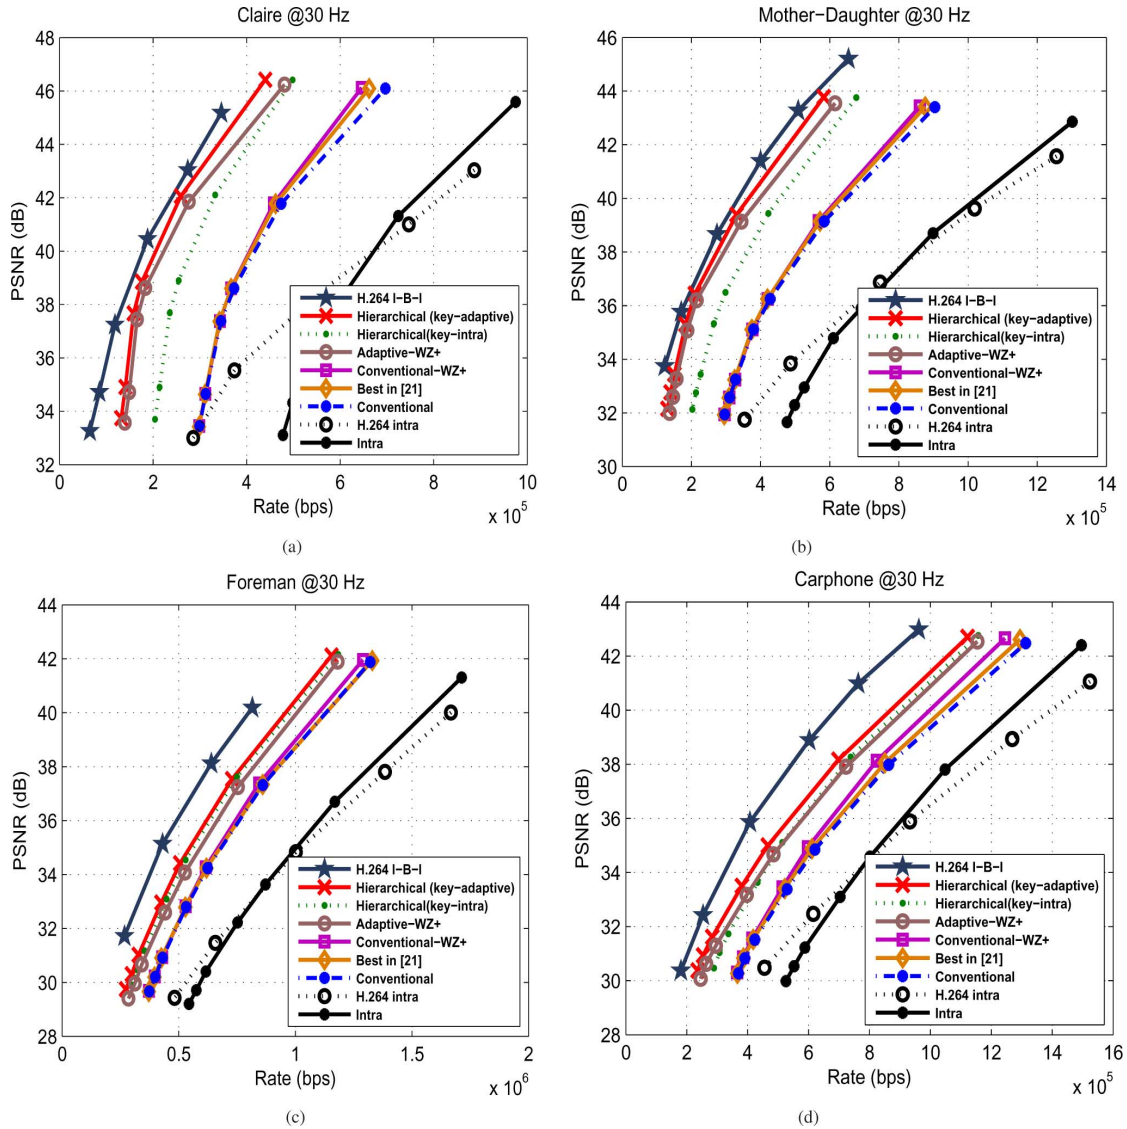 Claire @30 Hz
48
46
44
42
40
38
36
34
32
PSNR (dB)
0 2 4 6 8 10
Rate (bps)
x 10^5
H.264 I-B-I
Hierarchical (key-adaptive)
Hierarchical(key-intra)
Adaptive-WZ+
Conventional-WZ+
Best in [21]
Conventional
H.264 intra
Intra
(a)
Mother-Daughter @30 Hz
46
44
42
40
38
36
34
32
30
PSNR (dB)
0 2 4 6 8 10 12 14
Rate (bps)
x 10^5
H.264 I-B-I
Hierarchical (key-adaptive)
Hierarchical(key-intra)
Adaptive-WZ+
Conventional-WZ+
Best in [21]
Conventional
H.264 intra
Intra
(b)
Foreman @30 Hz
44
42
40
38
36
34
32
30
28
PSNR (dB)
0 0.5 1 1.5 2
Rate (bps)
x 10^6
H.264 I-B-I
Hierarchical (key-adaptive)
Hierarchical(key-intra)
Adaptive-WZ+
Conventional-WZ+
Best in [21]
Conventional
H.264 intra
Intra
(c)
Carphone @30 Hz
44
42
40
38
36
34
32
30
28
PSNR (dB)
0 2 4 6 8 10 12 14 16
Rate (bps)
x 10^5
H.264 I-B-I
Hierarchical (key-adaptive)
Hierarchical(key-intra)
Adaptive-WZ+
Conventional-WZ+
Best in [21]
Conventional
H.264 intra
Intra
(d)